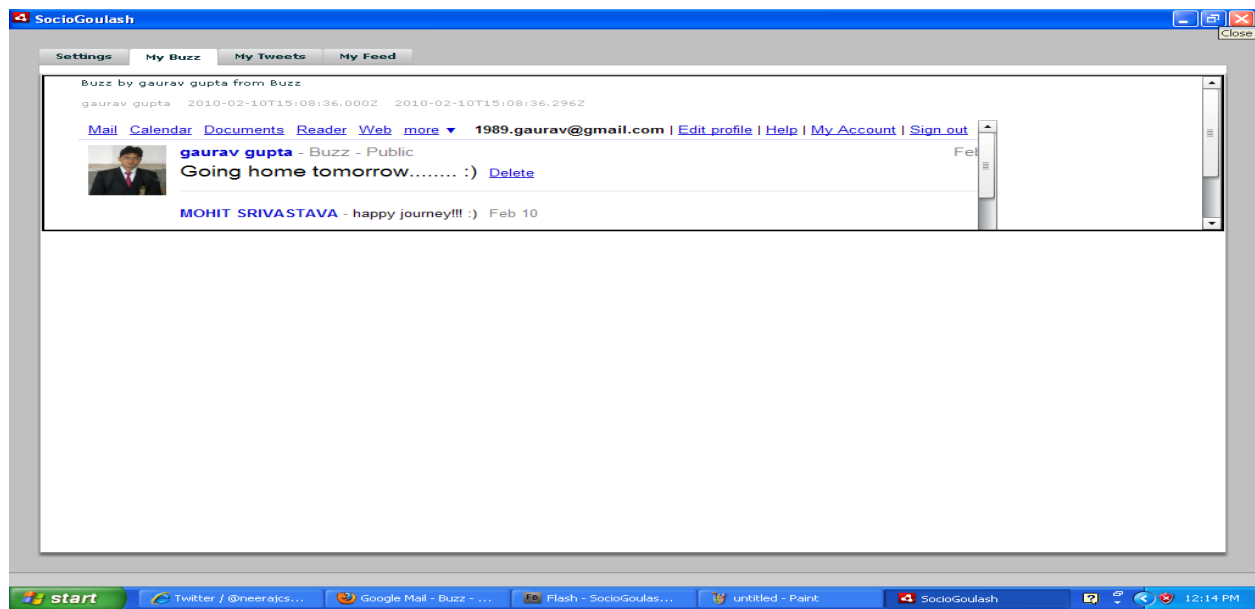 SocioGoulash
Close
Settings My Buzz My Tweets My Feed
Buzz by gaurav gupta from Buzz
gaurav gupta 2010-02-10T15:08:36.000Z 2010-02-10T15:08:36.296Z
Mail Calendar Documents Reader Web more ▼ 1989.gaurav@gmail.com | Edit profile | Help | My Account | Sign out
gaurav gupta - Buzz - Public Feb
Going home tomorrow........ :) Delete
MOHIT SRIVASTAVA - happy journey!!! :) Feb 10
start Twitter / @neerajcs... Google Mail - Buzz - ... FB Flash - SocioGoulas... untitled - Paint SocioGoulash 12:14 PM